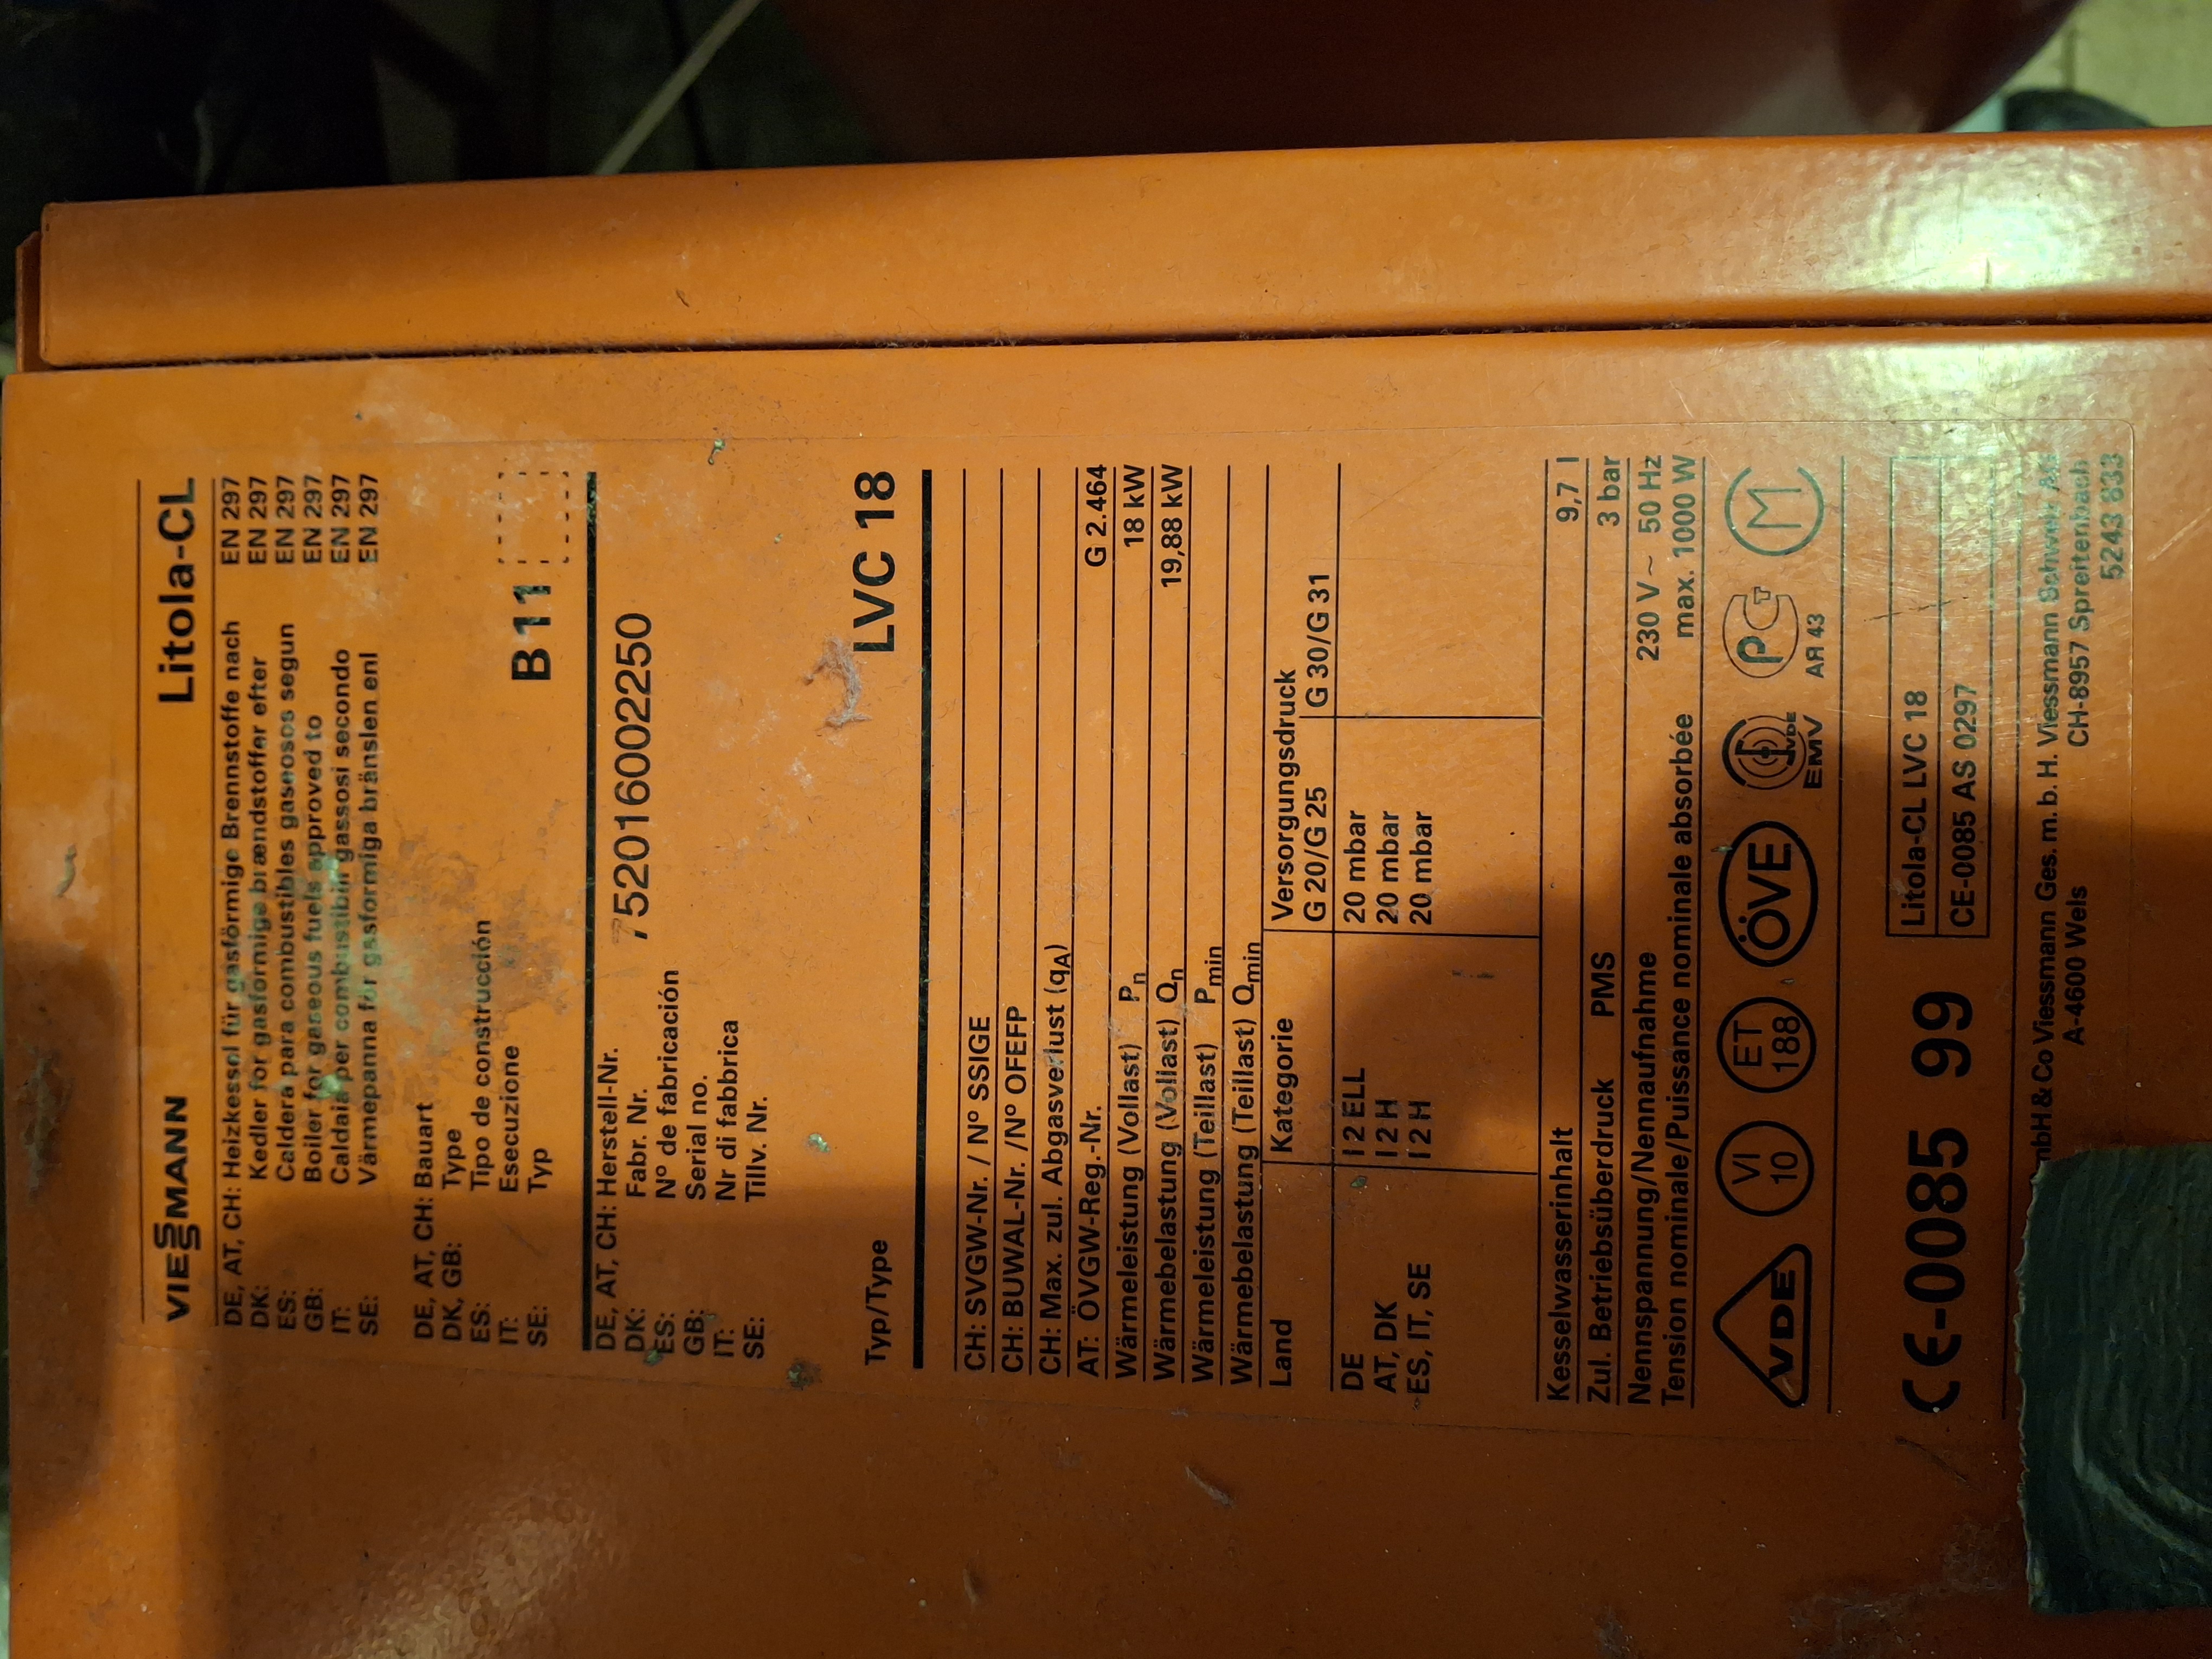 VIESSMANN Litola-CL
DE, AT, CH: Heizkessel für gasförmige Brennstoffe nach EN 297
DK: Kedler for gasformige brændstoffer efter EN 297
ES: Caldera para combustibles gaseosos segun EN 297
GB: Boiler for gaseous fuels approved to EN 297
IT: Caldaia per combustibili gassosi secondo EN 297
SE: Värmepanna för gasformiga bränslen enl EN 297
DE, AT, CH: Bauart
DK, GB: Type
ES: Tipo de construcción
IT: Esecuzione
SE: Typ
B 11
DE, AT, CH: Herstell-Nr. 7520160022250
DK: Fabr. Nr.
ES: Nº de fabricación
GB: Serial no.
IT: Nr di fabbrica
SE: Tillv. Nr.
Typ/Type LVC 18
CH: SVGW-Nr. / Nº SSIGE
CH: BUWAL-Nr. /Nº OFEFP
CH: Max. zul. Abgasverlust (qA)
AT: ÖVGW-Reg.-Nr. G 2.464
Wärmeleistung (Vollast) Pn 18 kW
Wärmebelastung (Vollast) Qn 19,88 kW
Wärmeleistung (Teillast) Pmin
Wärmebelastung (Teillast) Qmin
Land Kategorie Versorgungsdruck
G 20/G 25 G 30/G 31
DE I 2 ELL 20 mbar
AT, DK I 2 H 20 mbar
ES, IT, SE I 2 H 20 mbar
Kesselwasserinhalt 9,7 l
Zul. Betriebsüberdruck PMS 3 bar
Nennspannung/Nennaufnahme 230 V~ 50 Hz
Tension nominale/Puissance nominale absorbée max. 1000 W
VDE VI 10 ET 188 ÖVE VDE EMV PCT AR 43 M
CE-0085 99
Litola-CL LVC 18
CE-0085 AS 0297
GmbH & Co Viessmann Ges. m. b. H. Viessmann Schweiz AG
A-4600 Wels CH-8957 Spreitenbach
5243 833